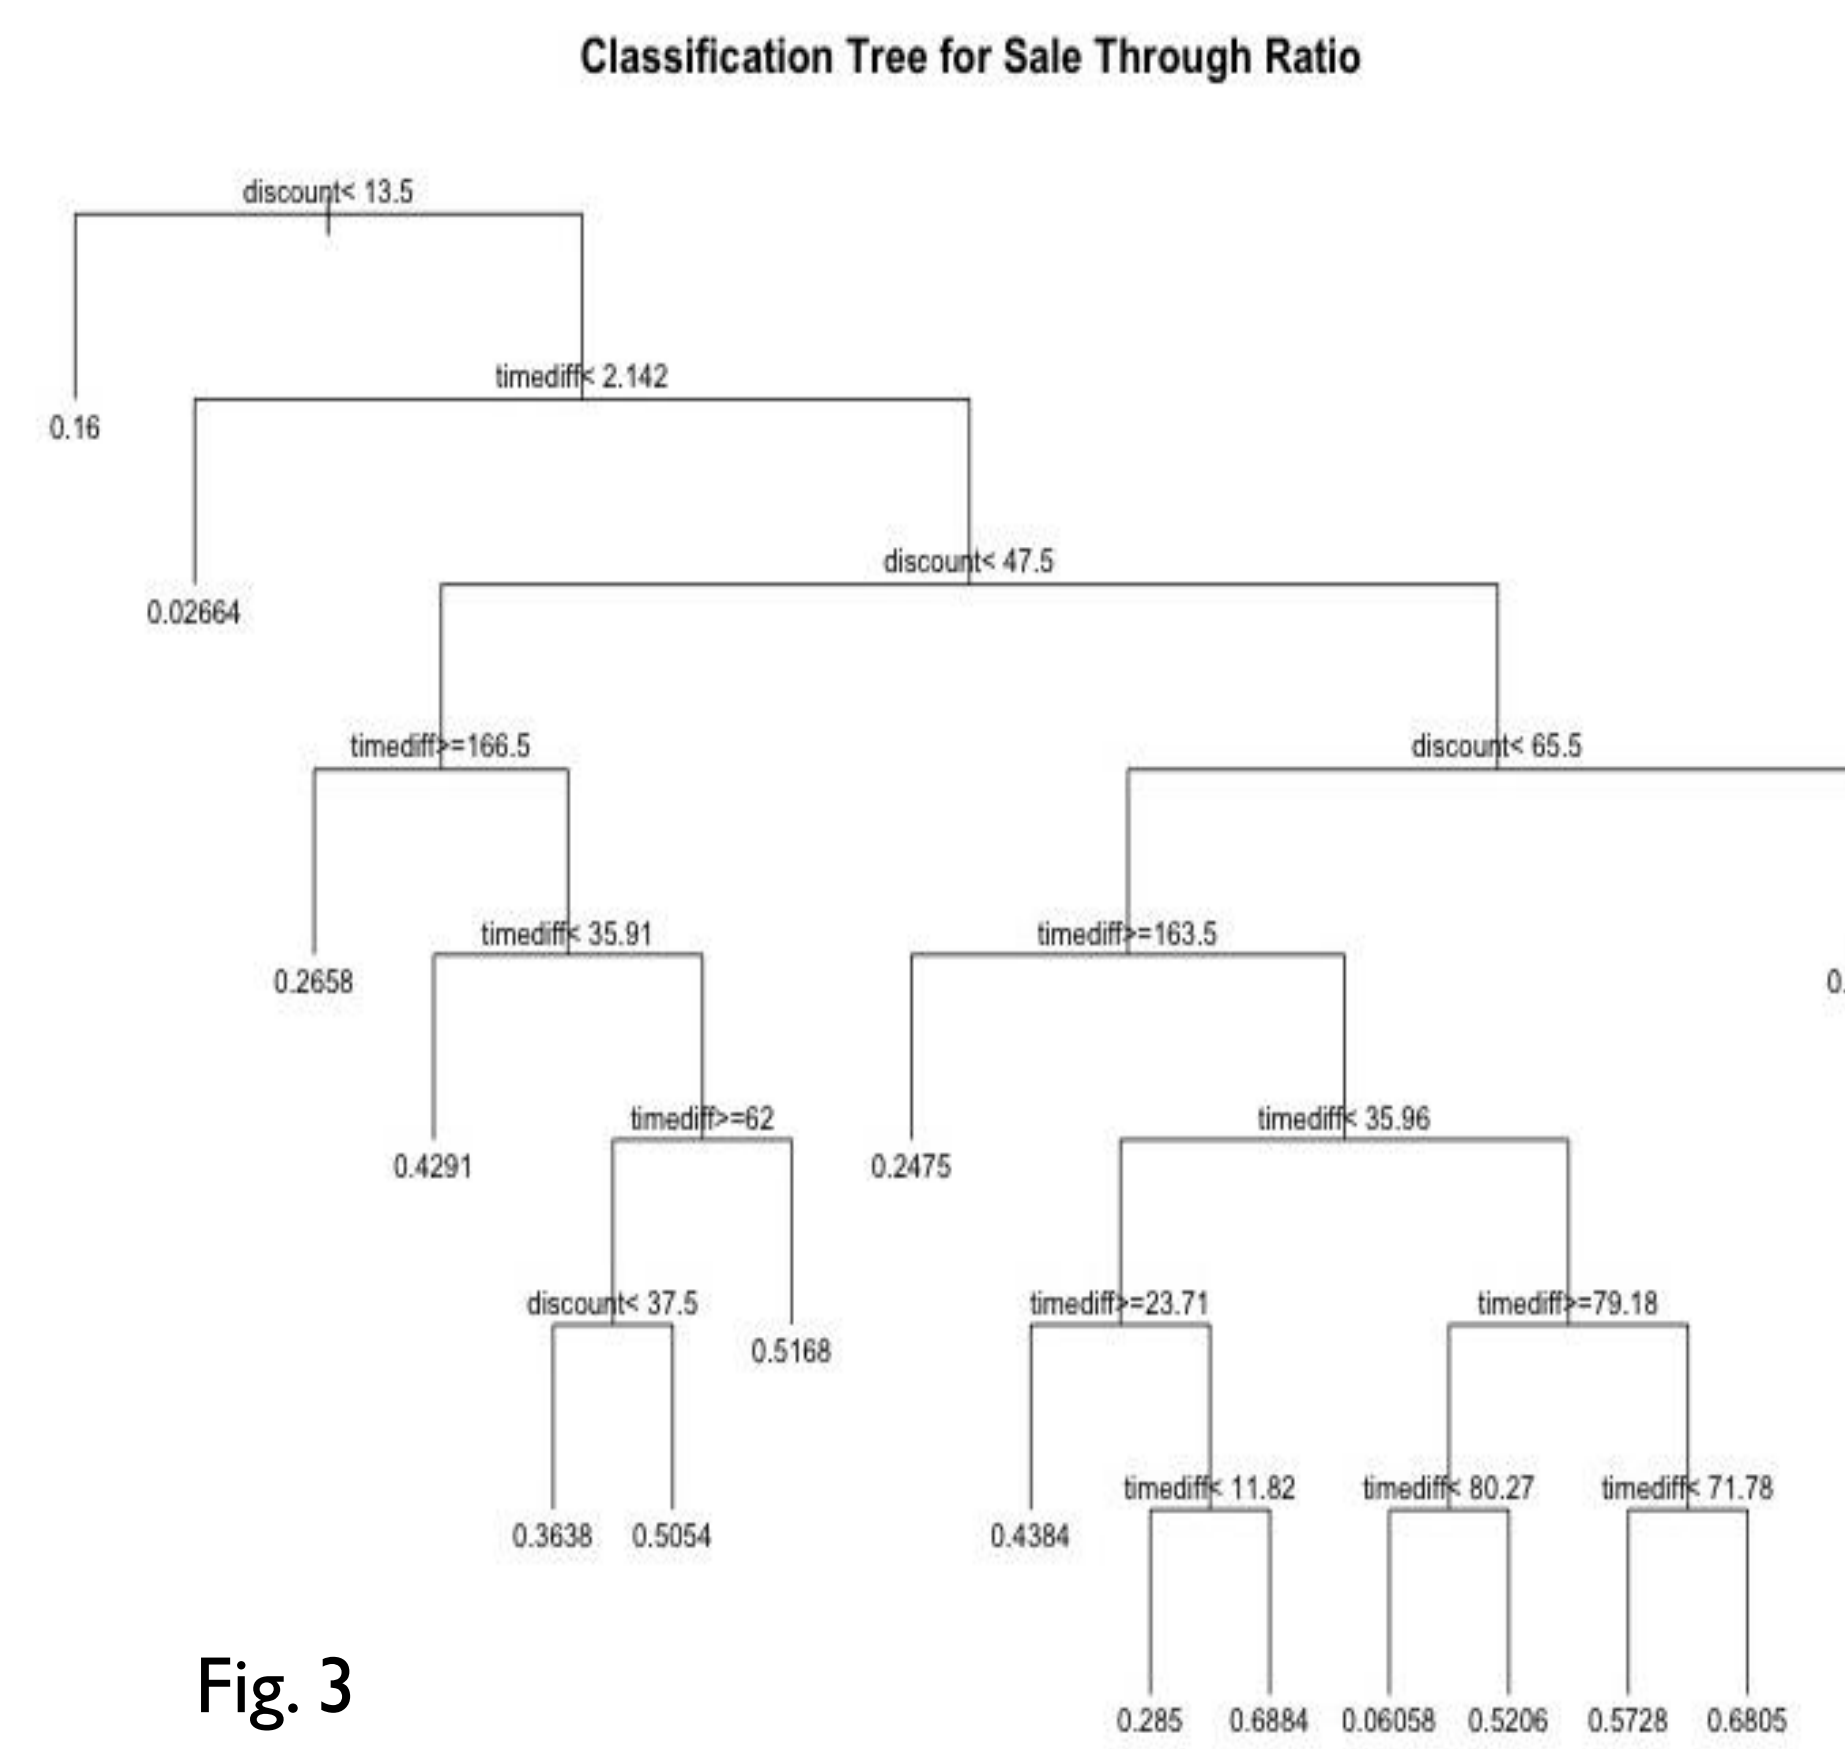 Classification Tree for Sale Through Ratio
discount< 13.5
timediff< 2.142
0.16
discount< 47.5
0.02664
timediff>=166.5
discount< 65.5
timediff< 35.91
timediff>=163.5
0.2658
0.
timediff>=62
timediff< 35.96
0.4291
0.2475
discount< 37.5
timediff>=23.71
timediff>=79.18
0.5168
timediff< 11.82
timediff< 80.27
timediff< 71.78
0.3638
0.5054
0.4384
0.285
0.6884
0.06058
0.5206
0.5728
0.6805
Fig. 3